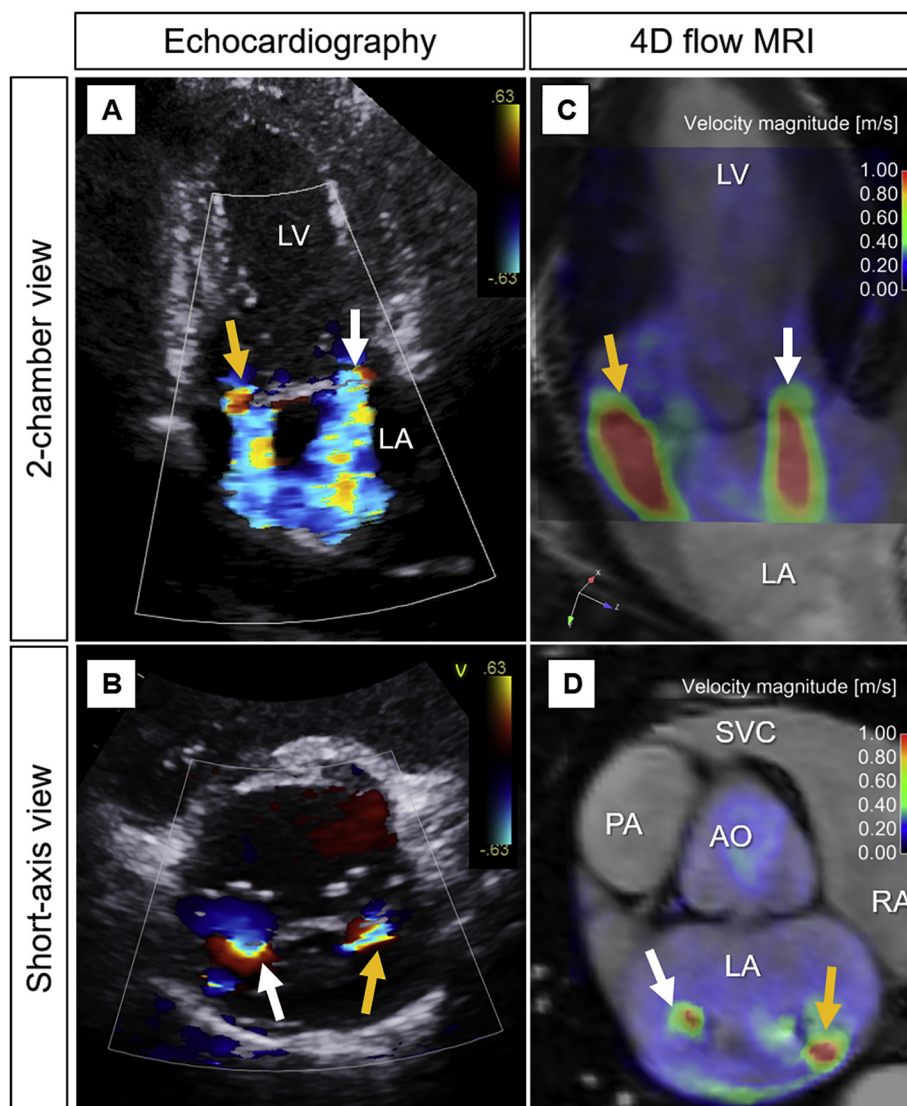 Echocardiography
4D flow MRI
2-chamber view
A
.63
-.63
LV
LA
C
Velocity magnitude [m/s]
1.00
0.80
0.60
0.40
0.20
0.00
LV
LA
X
Z
Short-axis view
B
V
.63
-.63
D
Velocity magnitude [m/s]
1.00
0.80
0.60
0.40
0.20
0.00
SVC
PA
AO
RA
LA